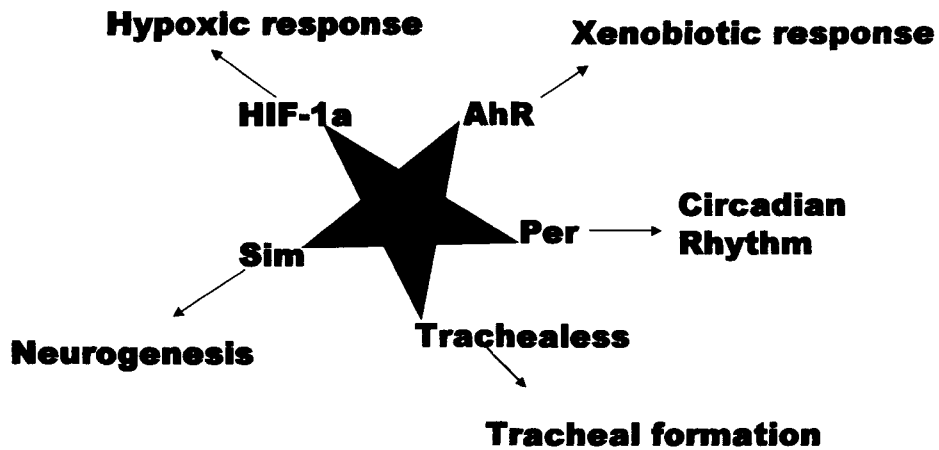 Hypoxic response
Xenobiotic response
HIF-1a
AhR
Circadian
Rhythm
Per
Sim
Trachealess
Neurogenesis
Tracheal formation